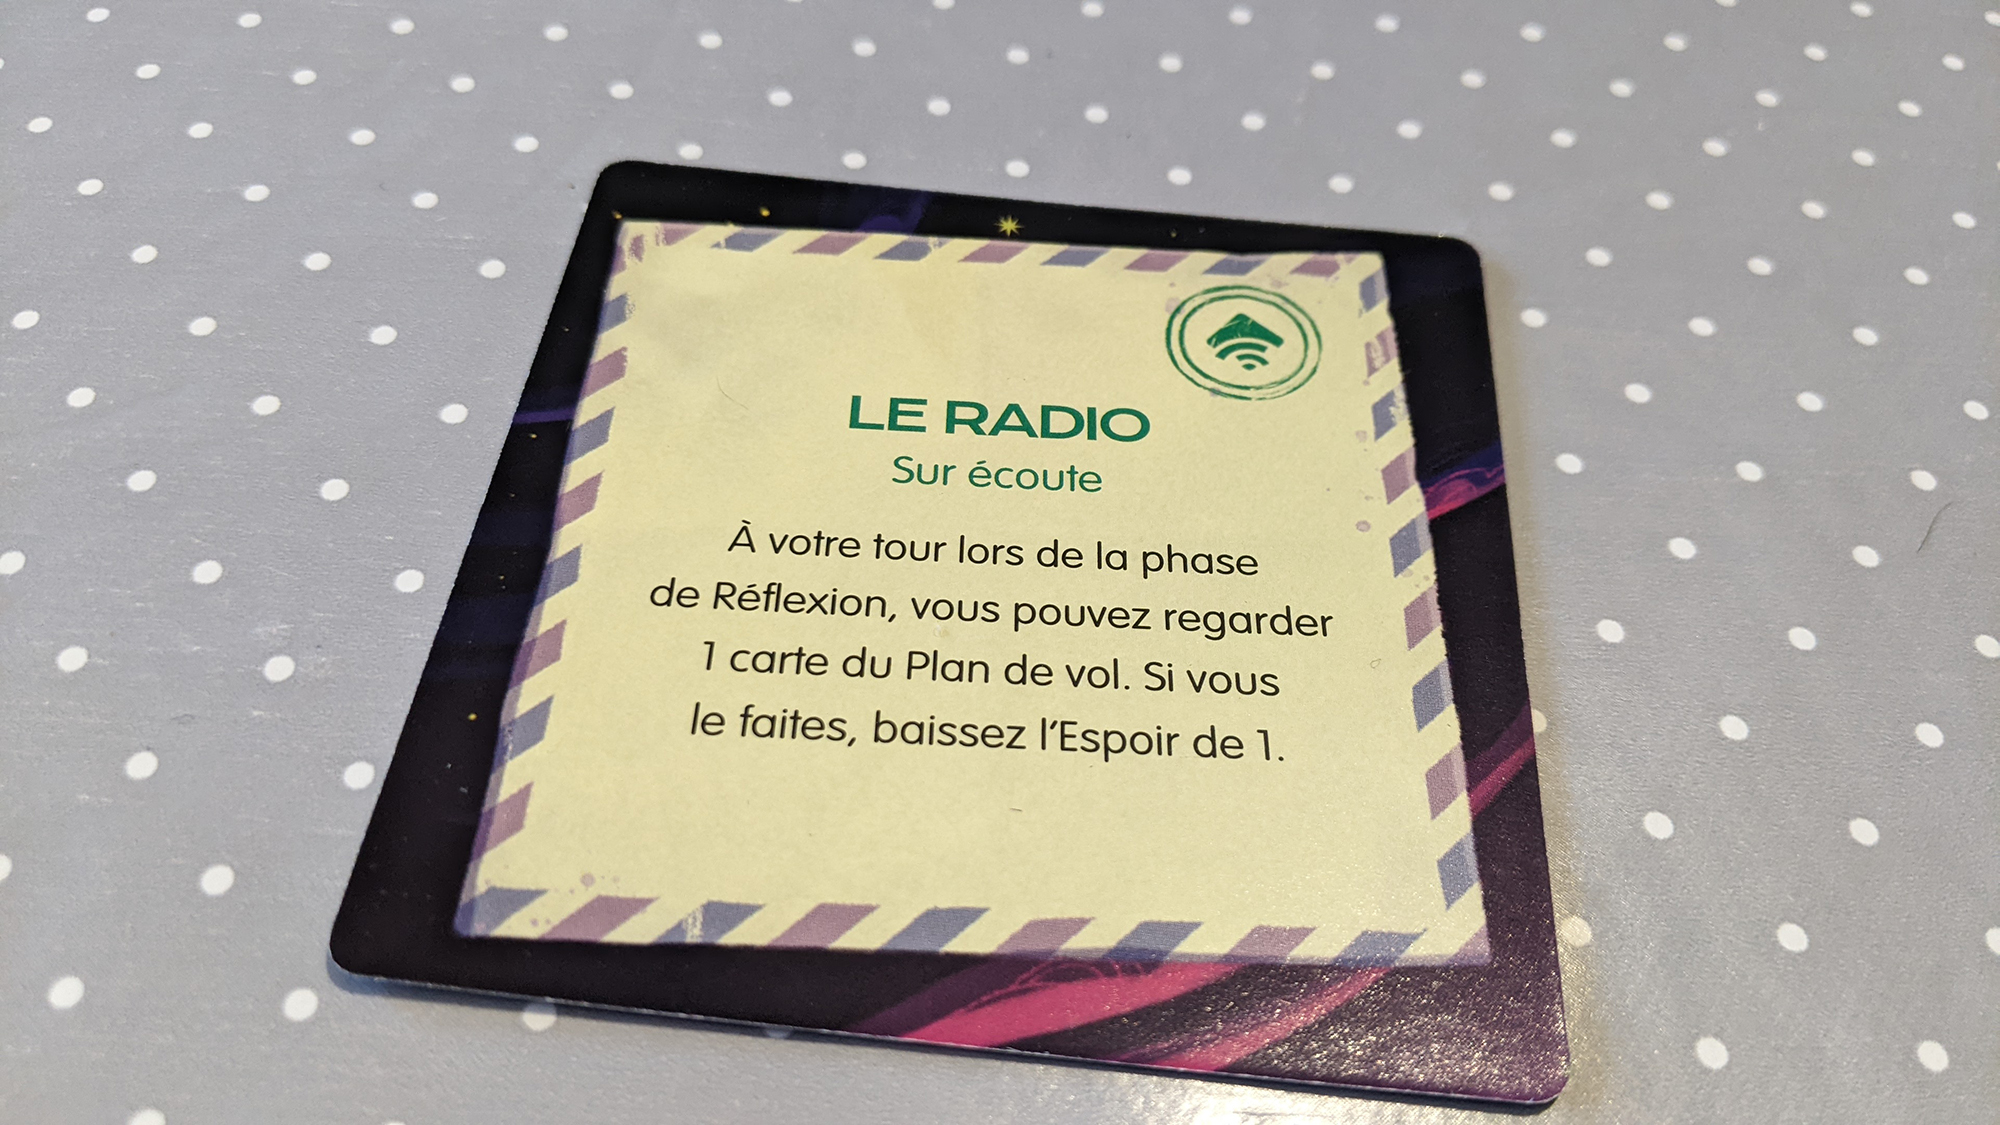 LE RADIO
Sur écoute
À votre tour lors de la phase
de Réflexion, vous pouvez regarder
1 carte du Plan de vol. Si vous
le faites, baissez l'Espoir de 1.